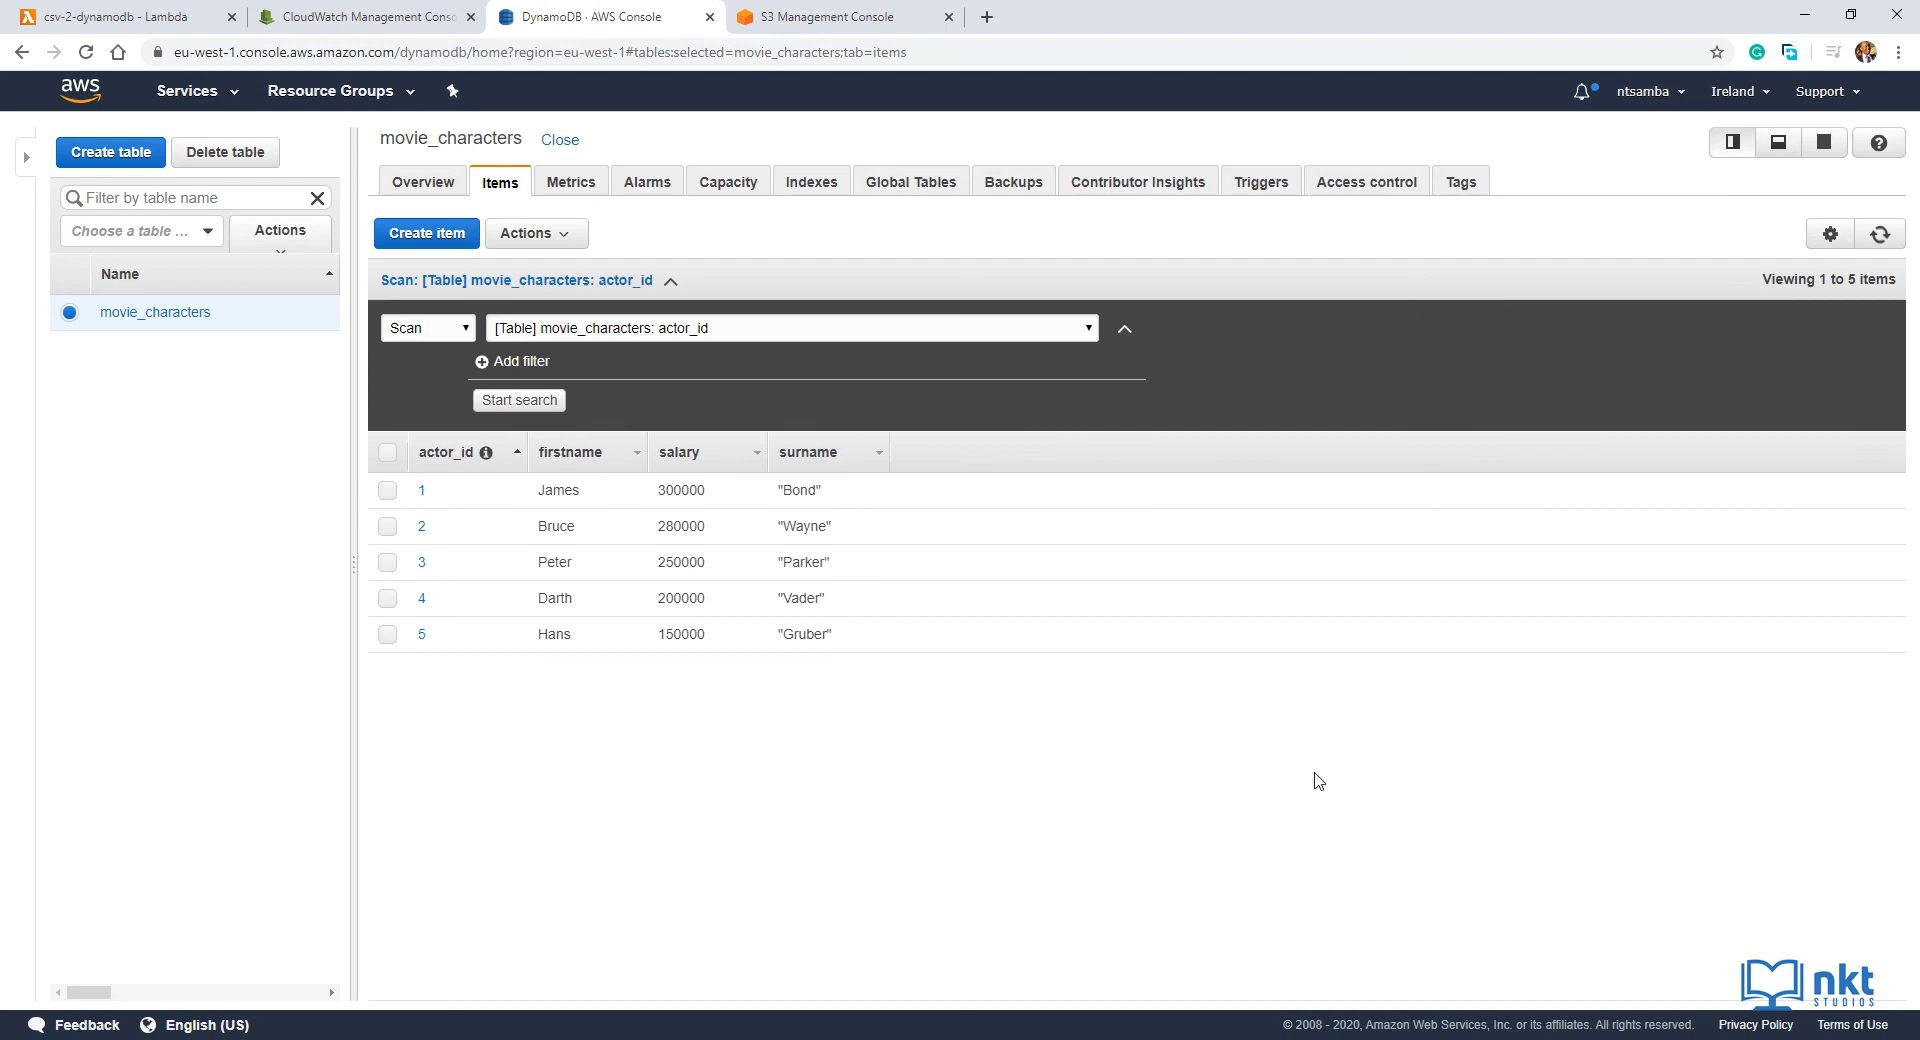 csv-2-dynamodb - Lambda
CloudWatch Management Conso
DynamoDB · AWS Console
S3 Management Console
eu-west-1.console.aws.amazon.com/dynamodb/home?region=eu-west-1#tables:selected=movie_characters;tab=items
aws Services Resource Groups ntsamba Ireland Support
Create table Delete table
Filter by table name
Choose a table ... Actions
Name
movie_characters
movie_characters Close
Overview Items Metrics Alarms Capacity Indexes Global Tables Backups Contributor Insights Triggers Access control Tags
Create item Actions
Scan: [Table] movie_characters: actor_id Viewing 1 to 5 items
Scan [Table] movie_characters: actor_id
Add filter
Start search
actor_id firstname salary surname
1 James 300000 "Bond"
2 Bruce 280000 "Wayne"
3 Peter 250000 "Parker"
4 Darth 200000 "Vader"
5 Hans 150000 "Gruber"
nkt
STUDIOS
Feedback English (US) © 2008 - 2020, Amazon Web Services, Inc. or its affiliates. All rights reserved. Privacy Policy Terms of Use